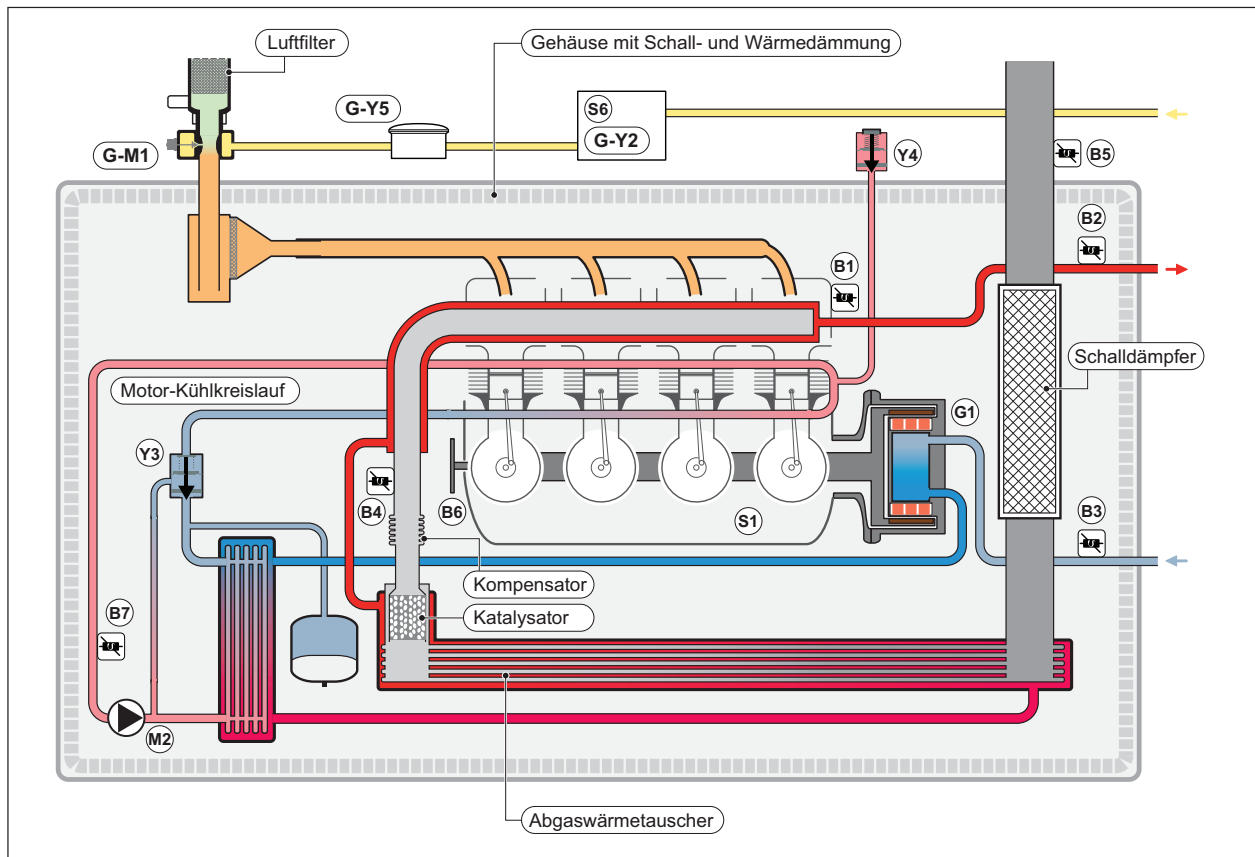 Luftfilter
Gehäuse mit Schall- und Wärmedämmung
G-Y5
S6
G-Y2
G-M1
Y4
B5
B2
B1
Schalldämpfer
Motor-Kühlkreislauf
G1
Y3
B4
B6
S1
B3
Kompensator
Katalysator
B7
M2
Abgaswärmetauscher